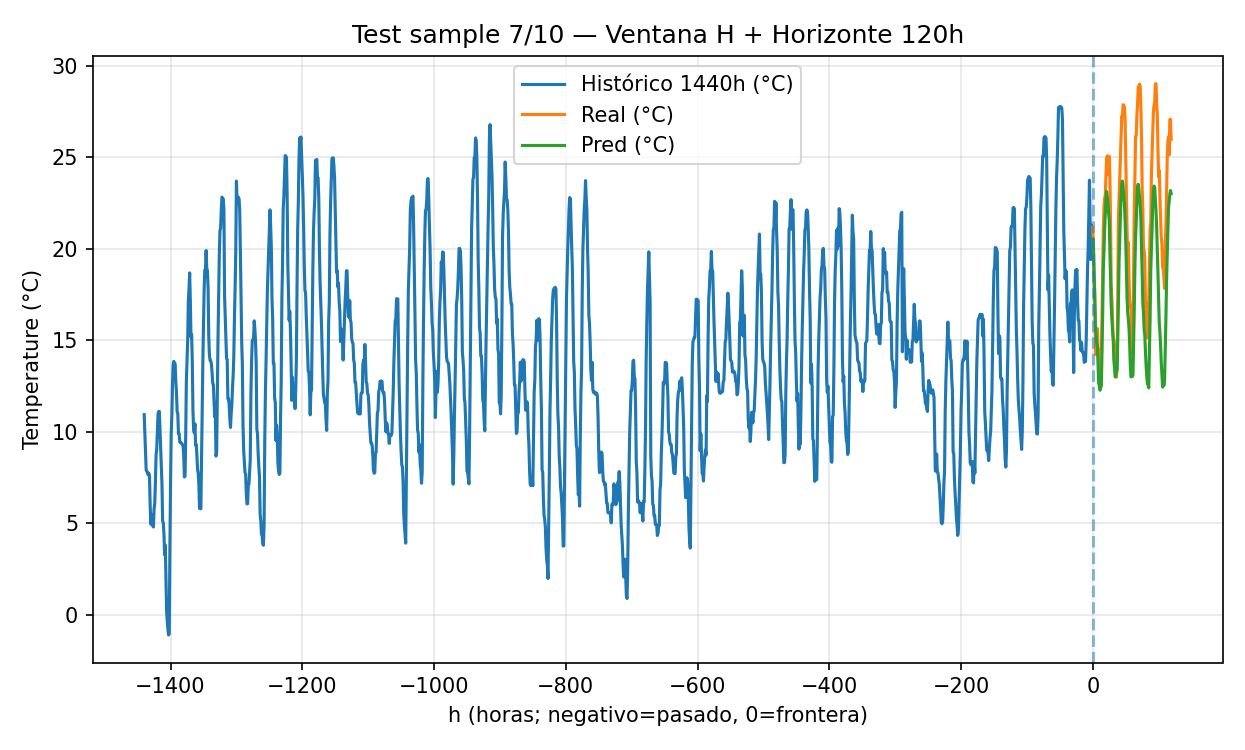 Test sample 7/10 — Ventana H + Horizonte 120h
Histórico 1440h (°C)
Real (°C)
Pred (°C)
Temperature (°C)
30
25
20
15
10
5
0
−1400
−1200
−1000
−800
−600
−400
−200
0
h (horas; negativo=pasado, 0=frontera)